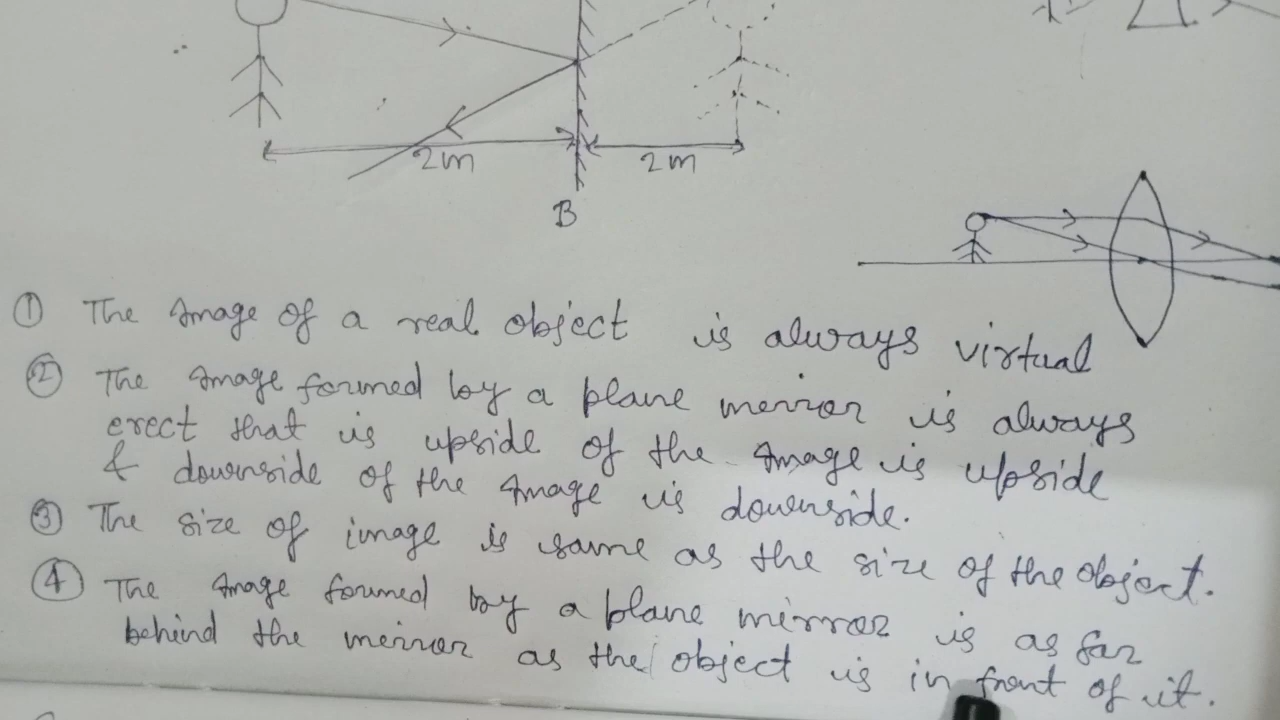 2m
2m
B
① The Image of a real object is always virtual
② The Image formed by a plane mirror is always
erect that is upside of the Image is upside
& downside of the Image is downside.
③ The size of image is same as the size of the object.
④ The Image formed by a plane mirror is as far
behind the mirror as the object is in front of it.